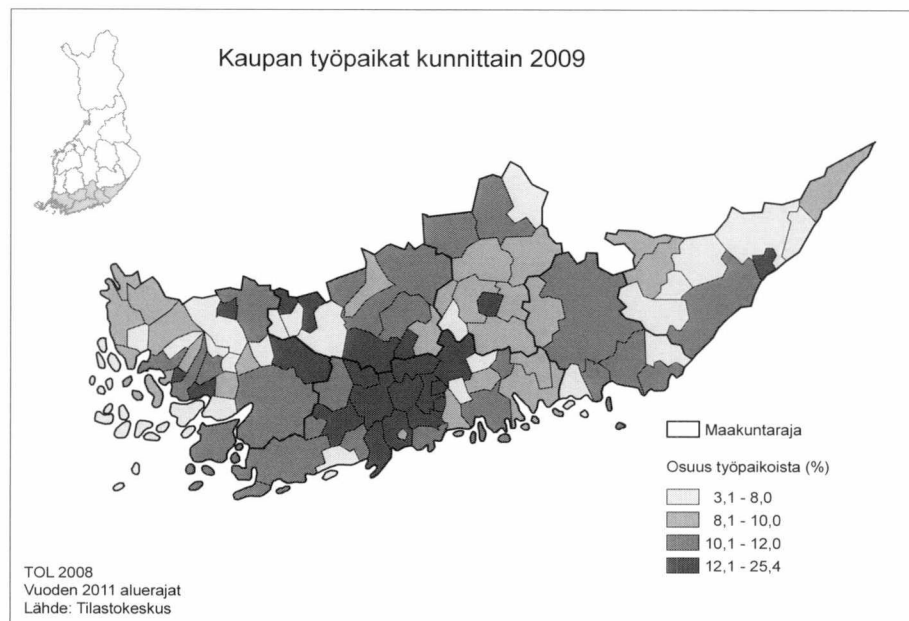 Kaupan työpaikat kunnittain 2009
Maakuntaraja
Osuus työpaikoista (%)
3,1 - 8,0
8,1 - 10,0
10,1 - 12,0
12,1 - 25,4
TOL 2008
Vuoden 2011 aluerajat
Lähde: Tilastokeskus